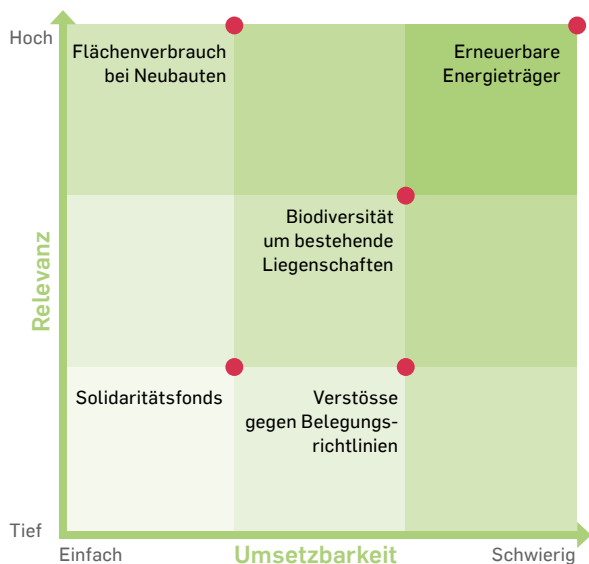 Hoch
Flächenverbrauch
bei Neubauten
Erneuerbare
Energieträger
Biodiversität
um bestehende
Liegenschaften
Relevanz
Solidaritätsfonds
Verstösse
gegen Belegungs-
richtlinien
Tief
Einfach
Umsetzbarkeit
Schwierig